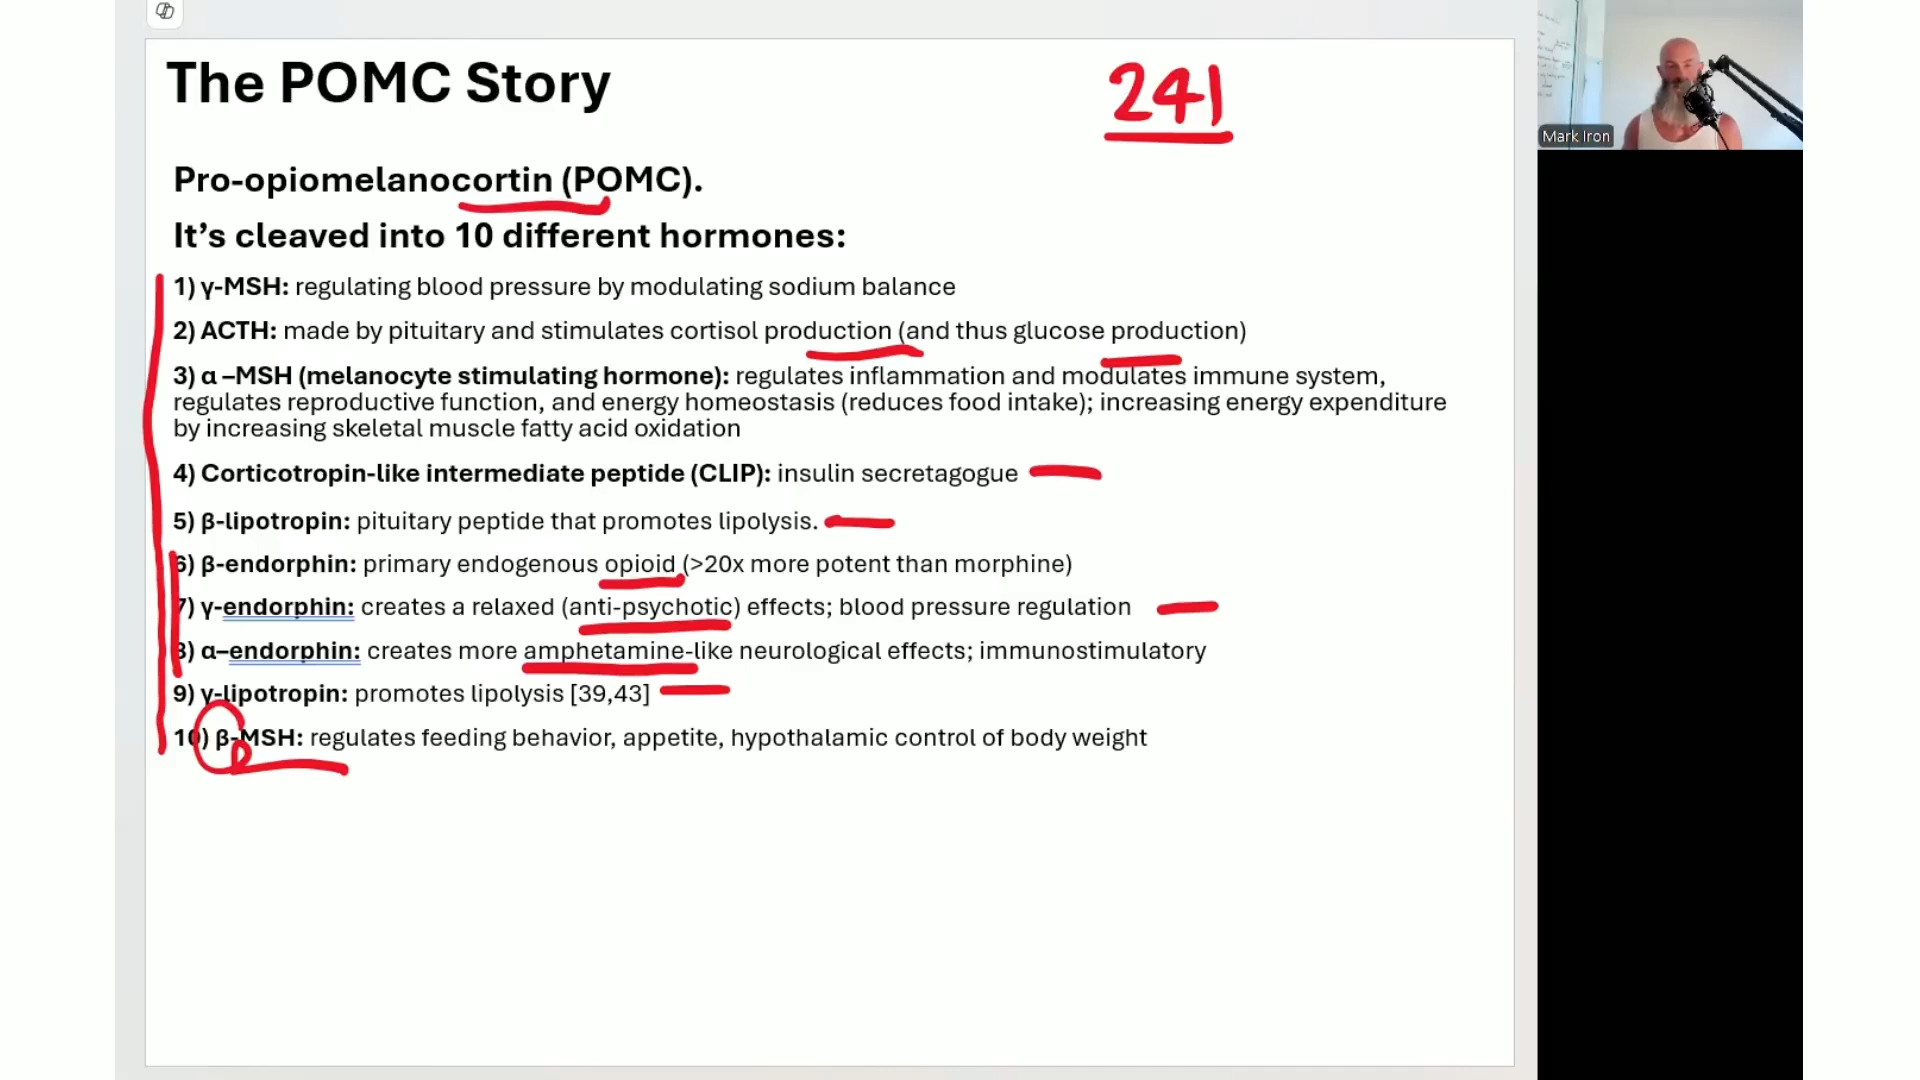 The POMC Story
241
Pro-opiomelanocortin (POMC).
It's cleaved into 10 different hormones:
1) γ-MSH: regulating blood pressure by modulating sodium balance
2) ACTH: made by pituitary and stimulates cortisol production (and thus glucose production)
3) α –MSH (melanocyte stimulating hormone): regulates inflammation and modulates immune system,
regulates reproductive function, and energy homeostasis (reduces food intake); increasing energy expenditure
by increasing skeletal muscle fatty acid oxidation
4) Corticotropin-like intermediate peptide (CLIP): insulin secretagogue
5) β-lipotropin: pituitary peptide that promotes lipolysis.
6) β-endorphin: primary endogenous opioid (>20x more potent than morphine)
7) γ-endorphin: creates a relaxed (anti-psychotic) effects; blood pressure regulation
8) α–endorphin: creates more amphetamine-like neurological effects; immunostimulatory
9) γ-lipotropin: promotes lipolysis [39,43]
10) β-MSH: regulates feeding behavior, appetite, hypothalamic control of body weight
Mark Iron